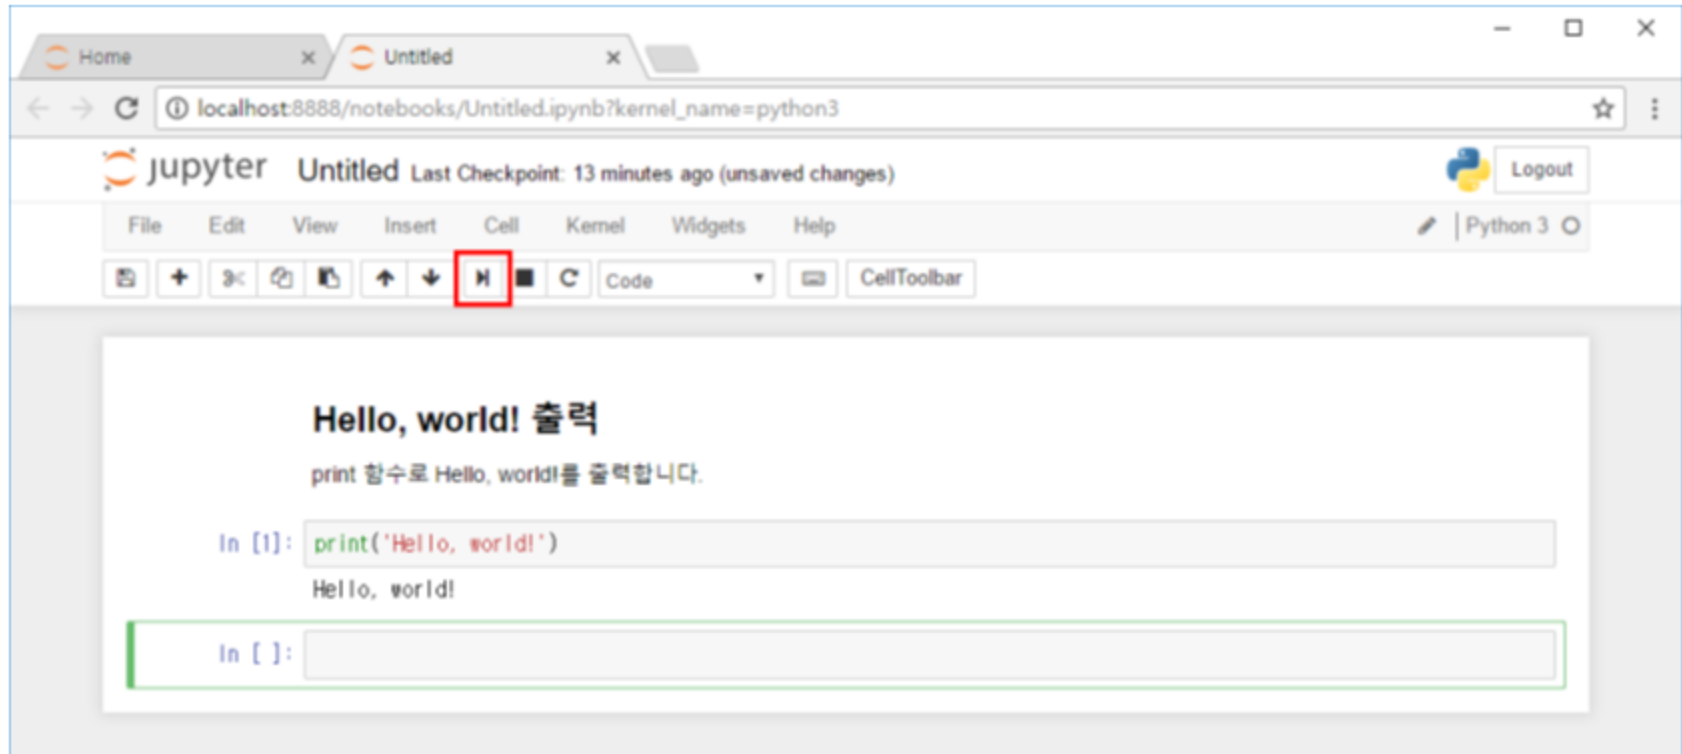 Home Untitled
localhost:8888/notebooks/Untitled.ipynb?kernel_name=python3
jupyter Untitled Last Checkpoint: 13 minutes ago (unsaved changes) Logout
File Edit View Insert Cell Kernel Widgets Help Python 3
Code CellToolbar
Hello, world! 출력
print 함수로 Hello, world!를 출력합니다.
In [1]: print('Hello, world!')
Hello, world!
In [ ]: